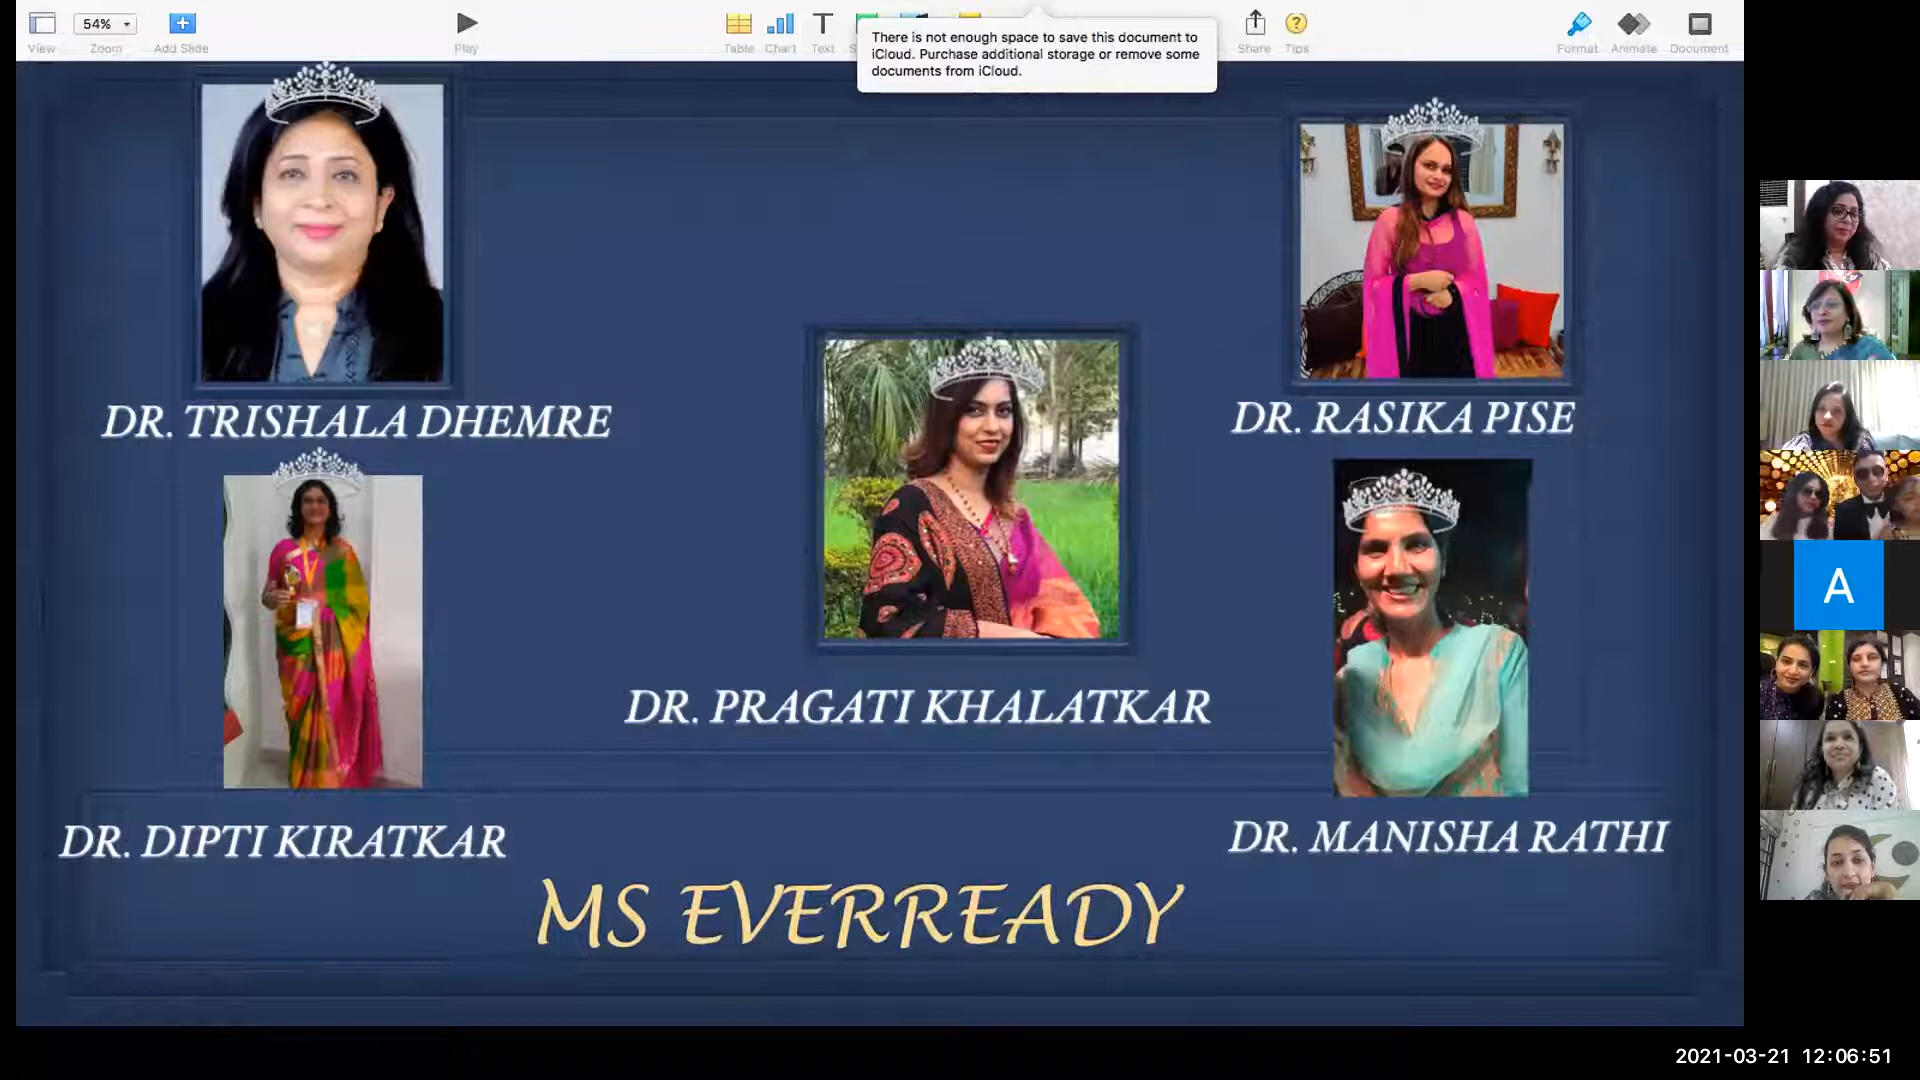 54%
View
Zoom
Add Slide
Play
Table
Chart
Text
There is not enough space to save this document to
iCloud. Purchase additional storage or remove some
documents from iCloud.
Share
Tips
Format
Animate
Document
DR. TRISHALA DHEMRE
DR. RASIKA PISE
DR. PRAGATI KHALATKAR
DR. DIPTI KIRATKAR
DR. MANISHA RATHI
MS EVERREADY
A
2021-03-21 12:06:51